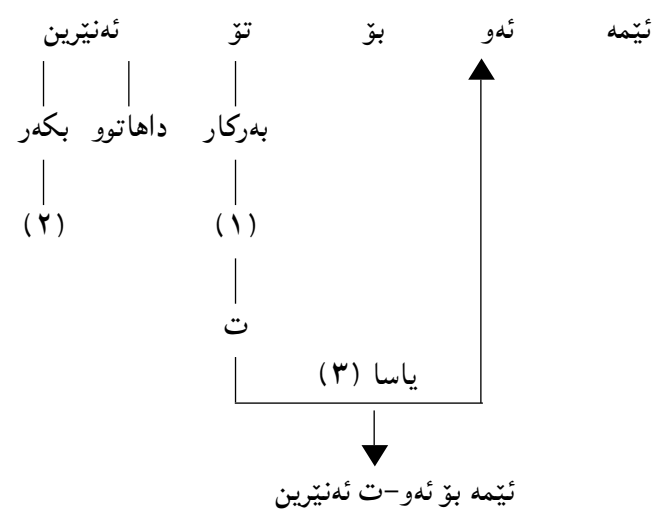 ئێمە ئەو بۆ تۆ ئەنێرین
بەرکار داهاتوو بکەر
(١) (٢)
ت
یاسا (٣)
ئێمە بۆ ئەو-ت ئەنێرین